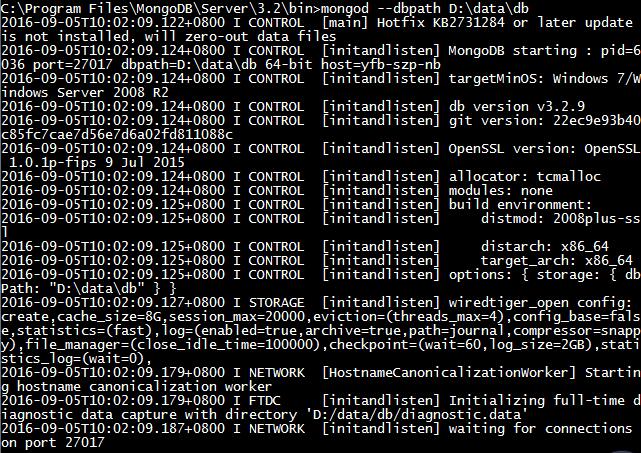 C:\Program Files\MongoDB\Server\3.2\bin>mongod --dbpath D:\data\db
2016-09-05T10:02:09.122+0800 I CONTROL  [main] Hotfix KB2731284 or later update
is not installed, will zero-out data files
2016-09-05T10:02:09.124+0800 I CONTROL  [initandlisten] MongoDB starting : pid=6
036 port=27017 dbpath=D:\data\db 64-bit host=yfb-szp-nb
2016-09-05T10:02:09.124+0800 I CONTROL  [initandlisten] targetMinOS: Windows 7/W
indows Server 2008 R2
2016-09-05T10:02:09.124+0800 I CONTROL  [initandlisten] db version v3.2.9
2016-09-05T10:02:09.124+0800 I CONTROL  [initandlisten] git version: 22ec9e93b40
c85fc7cae7d56e7d6a02fd811088c
2016-09-05T10:02:09.124+0800 I CONTROL  [initandlisten] OpenSSL version: OpenSSL
 1.0.1p-fips 9 Jul 2015
2016-09-05T10:02:09.124+0800 I CONTROL  [initandlisten] allocator: tcmalloc
2016-09-05T10:02:09.125+0800 I CONTROL  [initandlisten] modules: none
2016-09-05T10:02:09.125+0800 I CONTROL  [initandlisten] build environment:
2016-09-05T10:02:09.125+0800 I CONTROL  [initandlisten]     distmod: 2008plus-ss
l
2016-09-05T10:02:09.125+0800 I CONTROL  [initandlisten]     distarch: x86_64
2016-09-05T10:02:09.125+0800 I CONTROL  [initandlisten]     target_arch: x86_64
2016-09-05T10:02:09.125+0800 I CONTROL  [initandlisten] options: { storage: { db
Path: "D:\data\db" } }
2016-09-05T10:02:09.127+0800 I STORAGE  [initandlisten] wiredtiger_open config:
create,cache_size=8G,session_max=20000,eviction=(threads_max=4),config_base=fals
e,statistics=(fast),log=(enabled=true,archive=true,path=journal,compressor=snapp
y),file_manager=(close_idle_time=100000),checkpoint=(wait=60,log_size=2GB),stati
stics_log=(wait=0),
2016-09-05T10:02:09.179+0800 I NETWORK  [HostnameCanonicalizationWorker] Startin
g hostname canonicalization worker
2016-09-05T10:02:09.179+0800 I FTDC     [initandlisten] Initializing full-time d
iagnostic data capture with directory 'D:/data/db/diagnostic.data'
2016-09-05T10:02:09.187+0800 I NETWORK  [initandlisten] waiting for connections
on port 27017